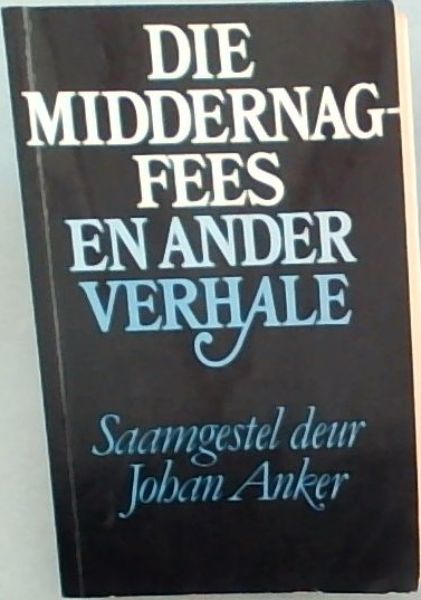 DIE
MIDDERNAG-
FEES
EN ANDER
VERHALE
Saamgestel deur
Johan Anker